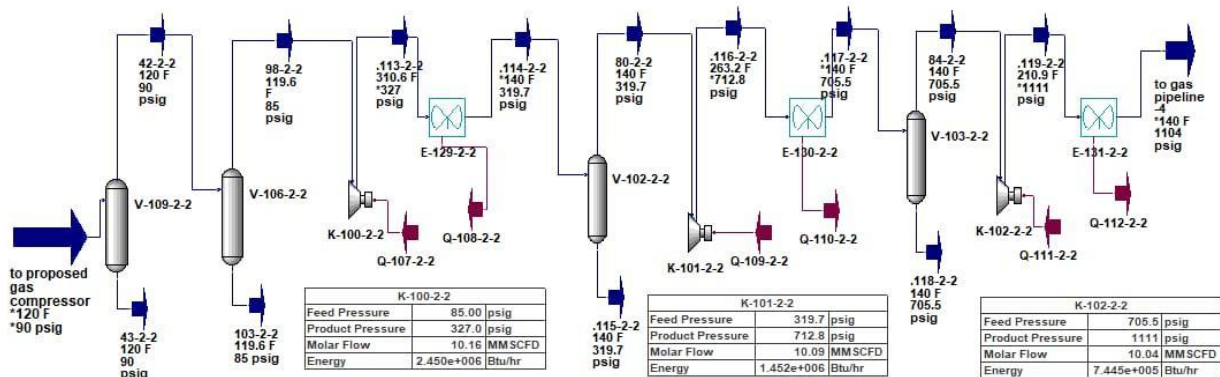 42-2-2
120 F
90
psig
98-2-2
119.6
F
85
psig
.113-2-2
310.6 F
*327
psig
.114-2-2
*140 F
319.7
psig
80-2-2
140 F
319.7
psig
.116-2-2
263.2 F
*712.8
psig
.117-2-2
*140 F
705.5
psig
84-2-2
140 F
705.5
psig
.119-2-2
210.9 F
*1111
psig
to gas
pipeline
-4
*140 F
1104
psig
E-129-2-2
E-130-2-2
E-131-2-2
V-109-2-2
V-106-2-2
V-102-2-2
V-103-2-2
K-100-2-2
Q-107-2-2
Q-108-2-2
K-101-2-2
Q-109-2-2
Q-110-2-2
K-102-2-2
Q-111-2-2
Q-112-2-2
to proposed
gas
compressor
*120 F
*90 psig
43-2-2
120 F
90
psig
103-2-2
119.6 F
85 psig
.115-2-2
140 F
319.7
psig
.118-2-2
140 F
705.5
psig
K-100-2-2
Feed Pressure 85.00 psig
Product Pressure 327.0 psig
Molar Flow 10.16 MMSCFD
Energy 2.450e+006 Btu/hr
K-101-2-2
Feed Pressure 319.7 psig
Product Pressure 712.8 psig
Molar Flow 10.09 MMSCFD
Energy 1.452e+006 Btu/hr
K-102-2-2
Feed Pressure 705.5 psig
Product Pressure 1111 psig
Molar Flow 10.04 MMSCFD
Energy 7.445e+005 Btu/hr